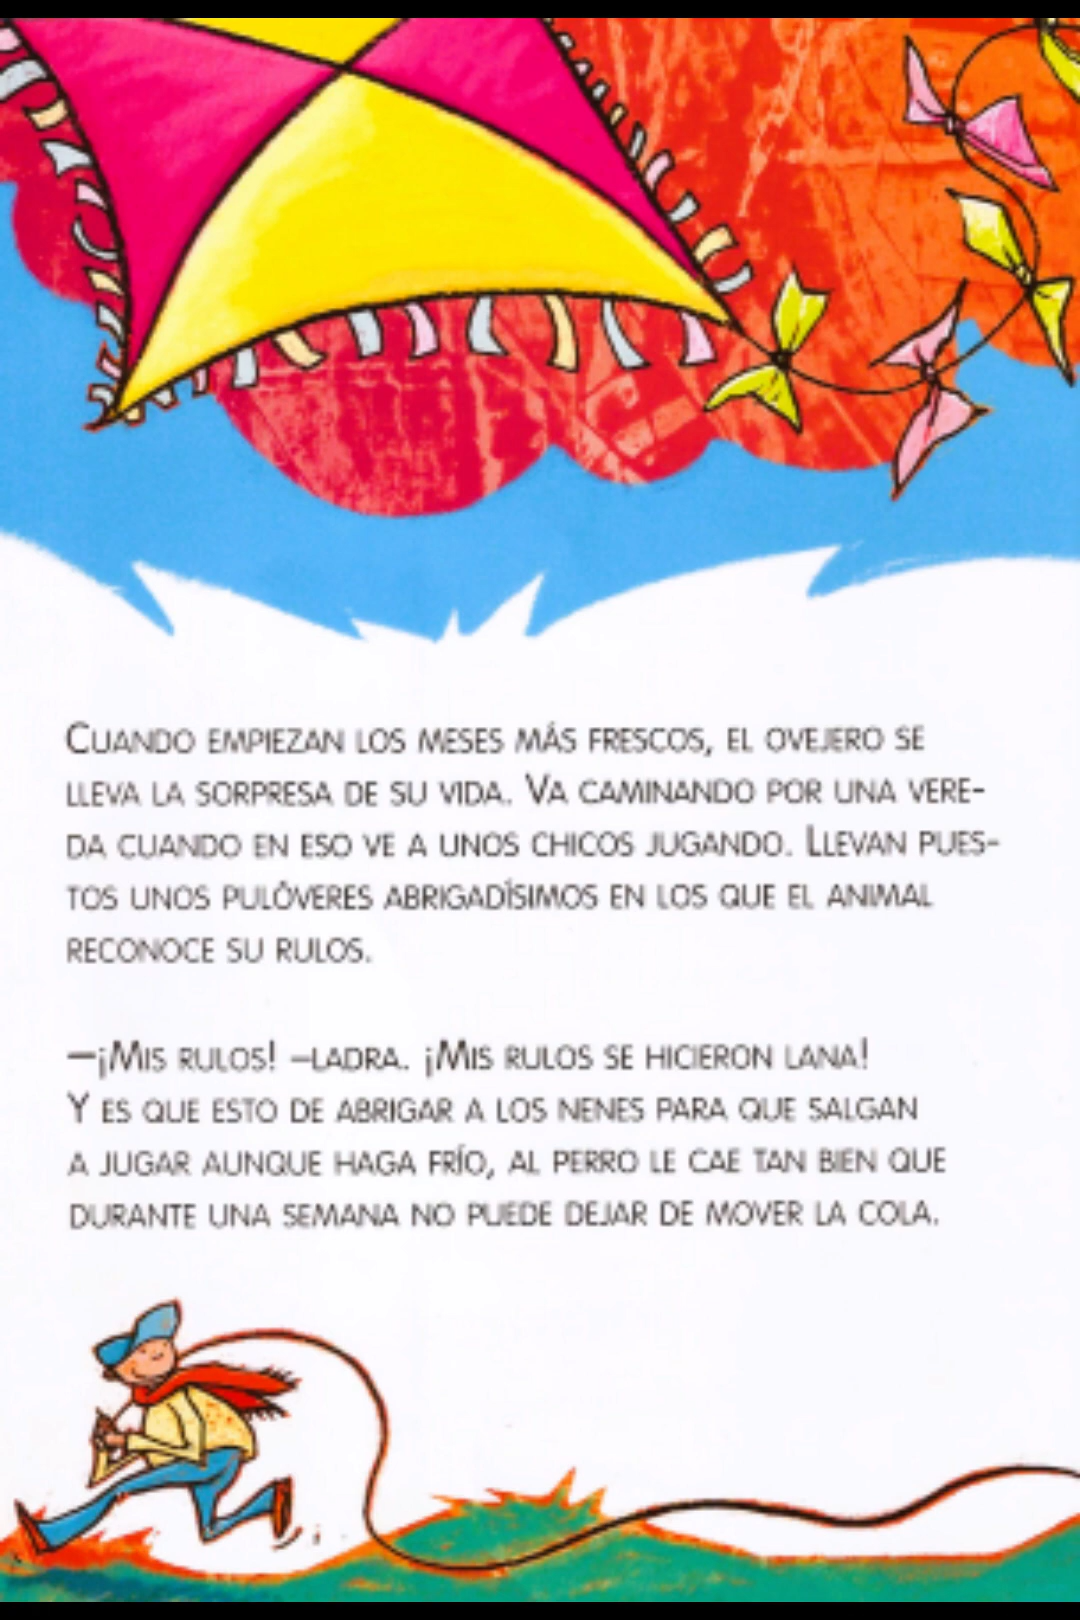 CUANDO EMPIEZAN LOS MESES MÁS FRESCOS, EL OVEJERO SE
LLEVA LA SORPRESA DE SU VIDA. VA CAMINANDO POR UNA VERE-
DA CUANDO EN ESO VE A UNOS CHICOS JUGANDO. LLEVAN PUES-
TOS UNOS PULÓVERES ABRIGADÍSIMOS EN LOS QUE EL ANIMAL
RECONOCE SU RULOS.
—¡MIS RULOS! –LADRA. ¡MIS RULOS SE HICIERON LANA!
Y ES QUE ESTO DE ABRIGAR A LOS NENES PARA QUE SALGAN
A JUGAR AUNQUE HAGA FRÍO, AL PERRO LE CAE TAN BIEN QUE
DURANTE UNA SEMANA NO PUEDE DEJAR DE MOVER LA COLA.